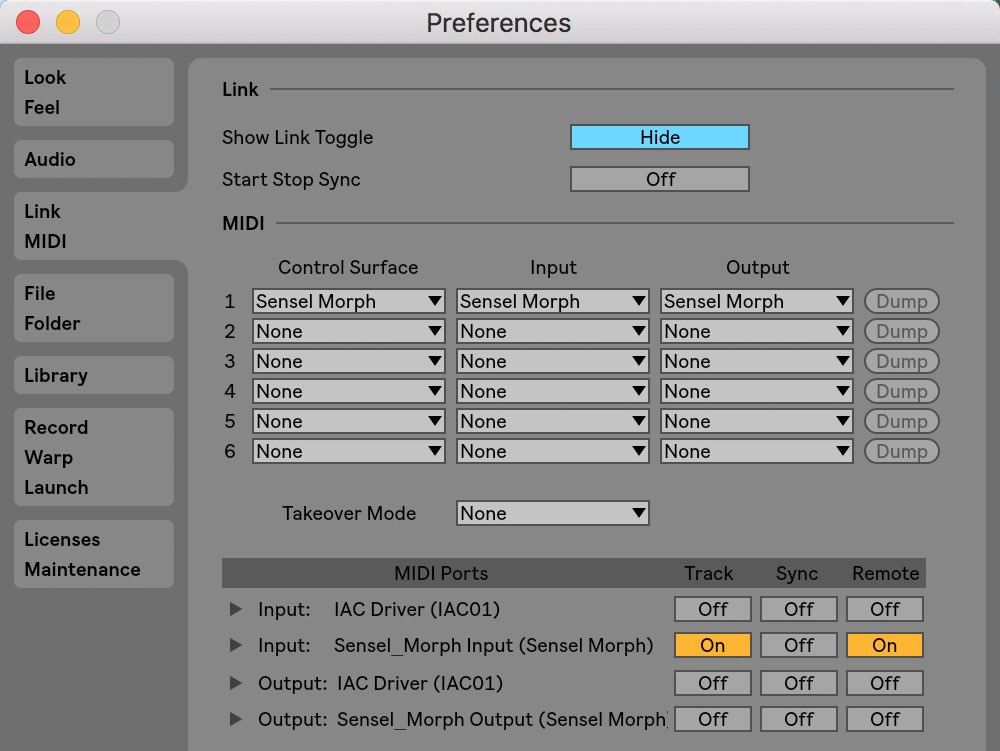 Preferences
Look
Feel
Audio
Link
MIDI
File
Folder
Library
Record
Warp
Launch
Licenses
Maintenance
Link
Show Link Toggle Hide
Start Stop Sync Off
MIDI
Control Surface Input Output
1 Sensel Morph Sensel Morph Sensel Morph Dump
2 None None None Dump
3 None None None Dump
4 None None None Dump
5 None None None Dump
6 None None None Dump
Takeover Mode None
MIDI Ports Track Sync Remote
Input: IAC Driver (IAC01) Off Off Off
Input: Sensel_Morph Input (Sensel Morph) On Off On
Output: IAC Driver (IAC01) Off Off Off
Output: Sensel_Morph Output (Sensel Morph Off Off Off